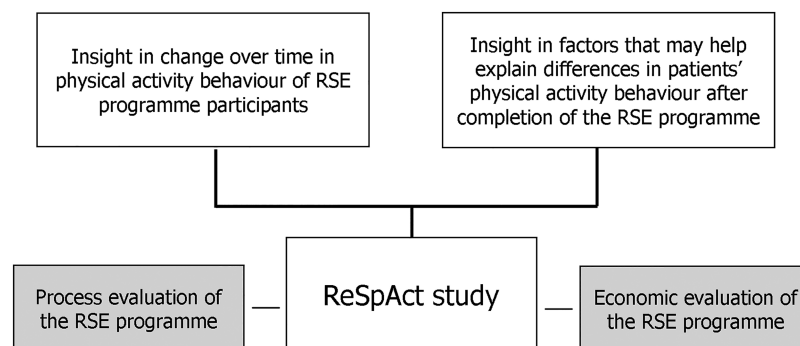 Insight in change over time in
physical activity behaviour of RSE
programme participants
Insight in factors that may help
explain differences in patients'
physical activity behaviour after
completion of the RSE programme
ReSpAct study
Process evaluation of
the RSE programme
Economic evaluation of
the RSE programme